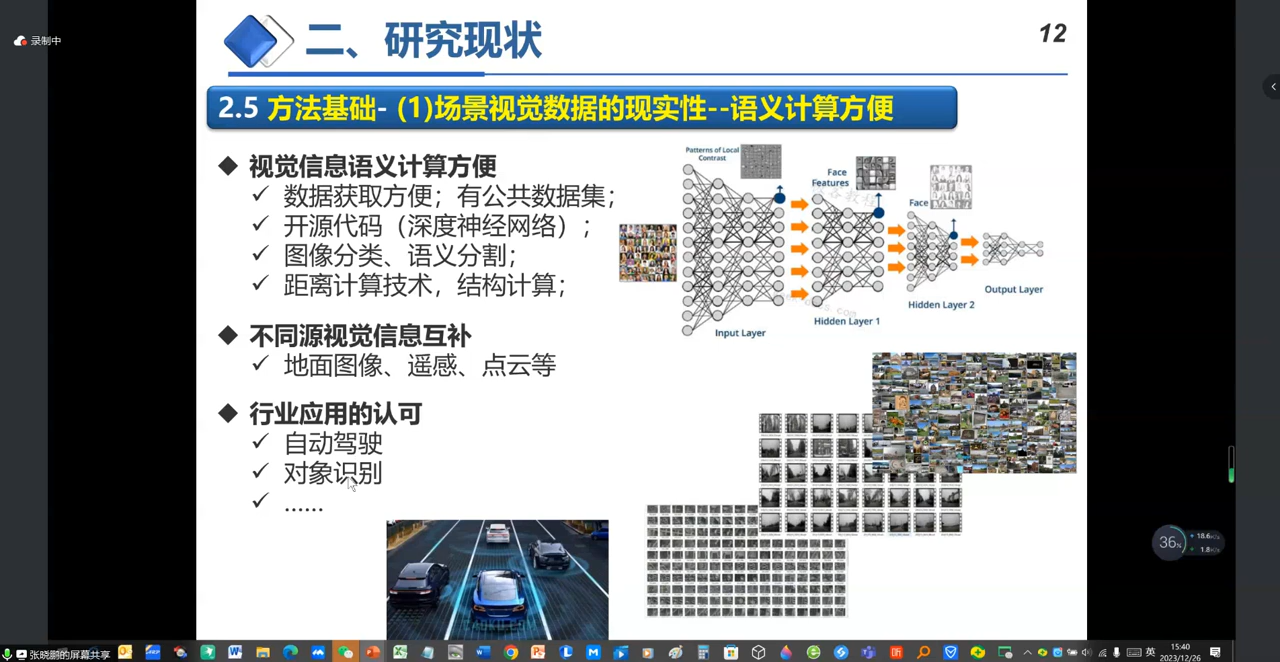 录制中
二、研究现状
12
2.5 方法基础- (1)场景视觉数据的现实性--语义计算方便
◆ 视觉信息语义计算方便
✓ 数据获取方便；有公共数据集；
✓ 开源代码（深度神经网络）；
✓ 图像分类、语义分割；
✓ 距离计算技术，结构计算；
◆ 不同源视觉信息互补
✓ 地面图像、遥感、点云等
◆ 行业应用的认可
✓ 自动驾驶
✓ 对象识别
✓ ……
Patterns of Local
Contrast
Face
Features
Face
Input Layer
Hidden Layer 1
Hidden Layer 2
Output Layer
36%
18.6K/s
1.8K/s
张晓鹏的屏幕共享
英
15:40
2023/12/26